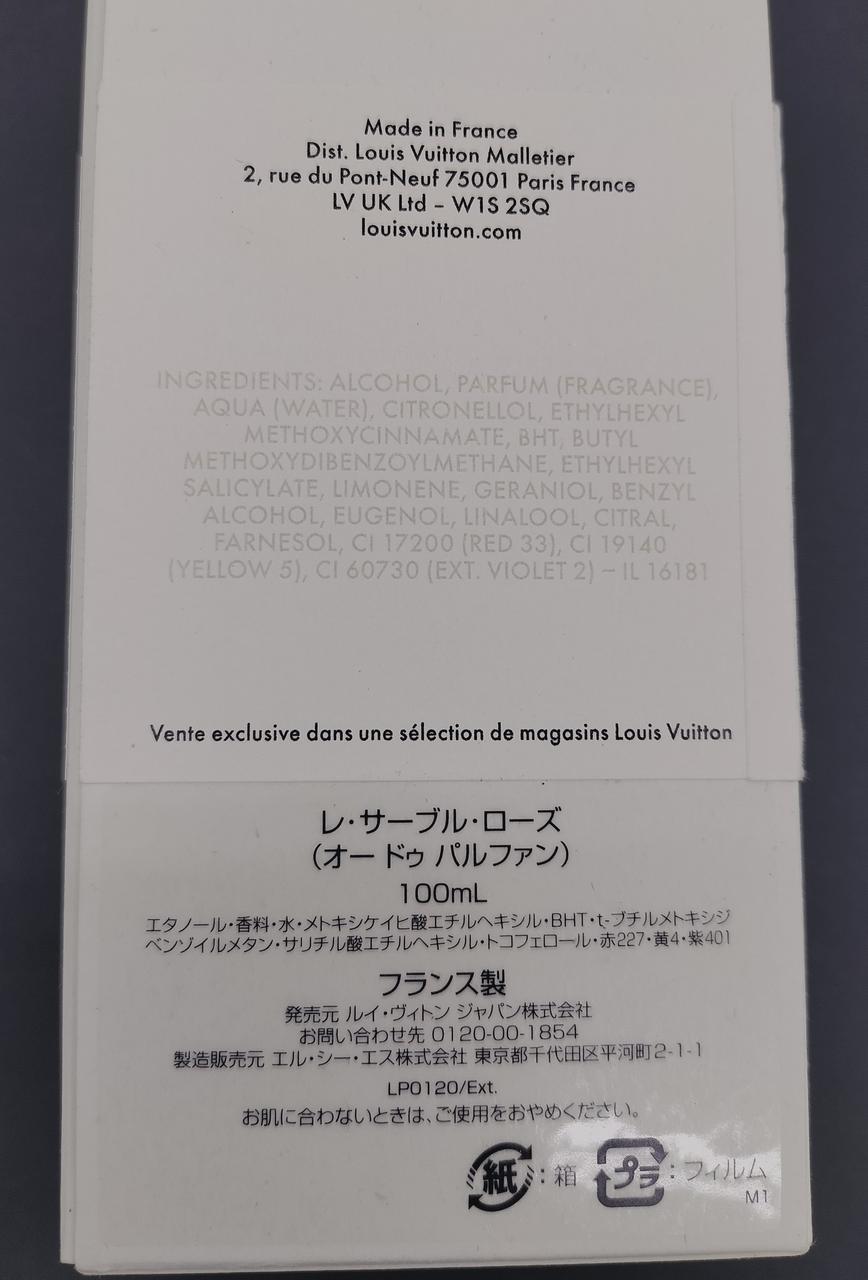 Made in France
Dist. Louis Vuitton Malletier
2, rue du Pont-Neuf 75001 Paris France
LV UK Ltd – W1S 2SQ
louisvuitton.com
INGREDIENTS: ALCOHOL, PARFUM (FRAGRANCE),
AQUA (WATER), CITRONELLOL, ETHYLHEXYL
METHOXYCINNAMATE, BHT, BUTYL
METHOXYDIBENZOYLMETHANE, ETHYLHEXYL
SALICYLATE, LIMONENE, GERANIOL, BENZYL
ALCOHOL, EUGENOL, LINALOOL, CITRAL,
FARNESOL, CI 17200 (RED 33), CI 19140
(YELLOW 5), CI 60730 (EXT. VIOLET 2) – IL 16181
Vente exclusive dans une sélection de magasins Louis Vuitton
レ・サーブル・ローズ
（オー ドゥ パルファン）
100mL
エタノール・香料・水・メトキシケイヒ酸エチルヘキシル・BHT・t-ブチルメトキシジ
ベンゾイルメタン・サリチル酸エチルヘキシル・トコフェロール・赤227・黄4・紫401
フランス製
発売元 ルイ・ヴィトン ジャパン株式会社
お問い合わせ先 0120-00-1854
製造販売元 エル・シー・エス株式会社 東京都千代田区平河町2-1-1
LP0120/Ext.
お肌に合わないときは、ご使用をおやめください。
紙：箱 プラ：フィルム
M1